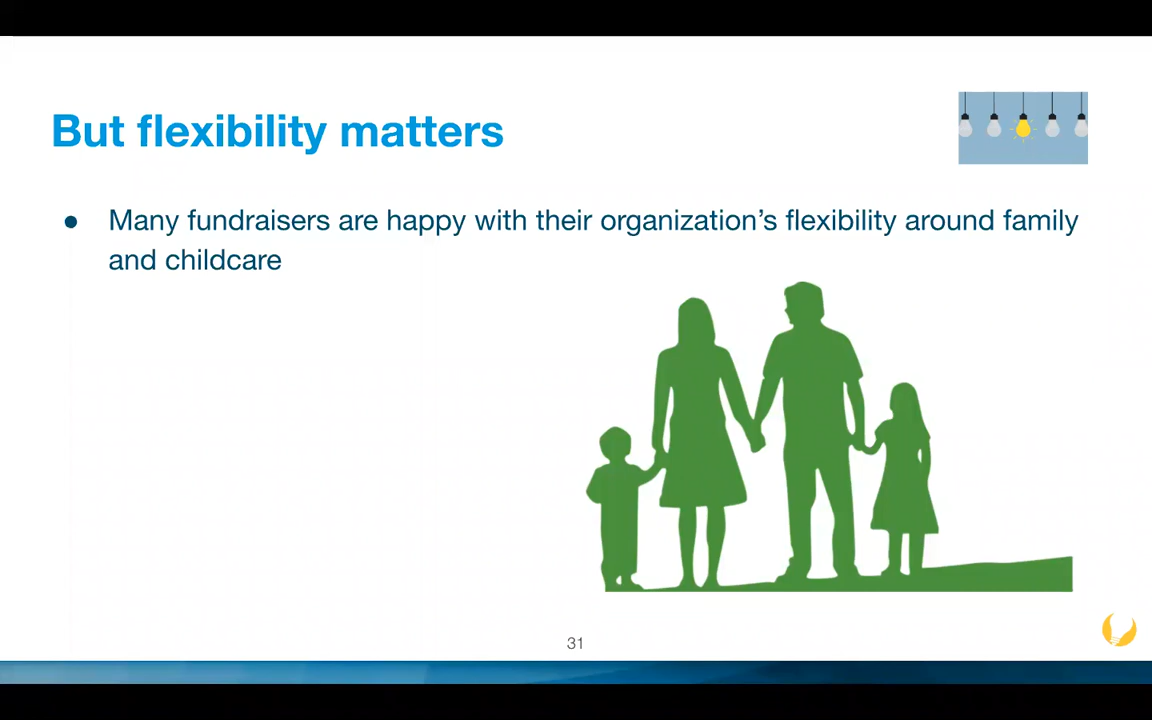 But flexibility matters
● Many fundraisers are happy with their organization’s flexibility around family
and childcare
31